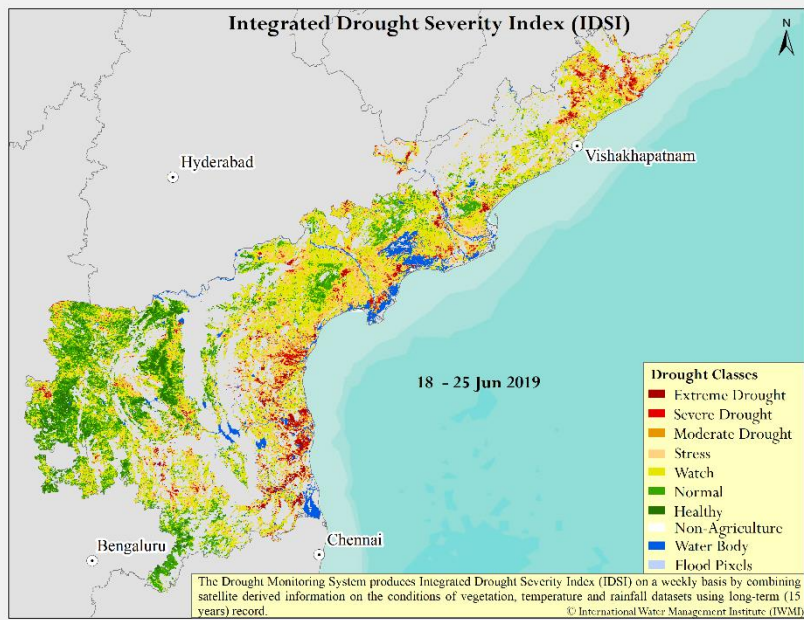 Integrated Drought Severity Index (IDSI)
N
Hyderabad
Vishakhapatnam
18 - 25 Jun 2019
Drought Classes
Extreme Drought
Severe Drought
Moderate Drought
Stress
Watch
Normal
Healthy
Non-Agriculture
Water Body
Flood Pixels
Bengaluru
Chennai
The Drought Monitoring System produces Integrated Drought Severity Index (IDSI) on a weekly basis by combining
satellite derived information on the conditions of vegetation, temperature and rainfall datasets using long-term (15
years) record.
© International Water Management Institute (IWMI)